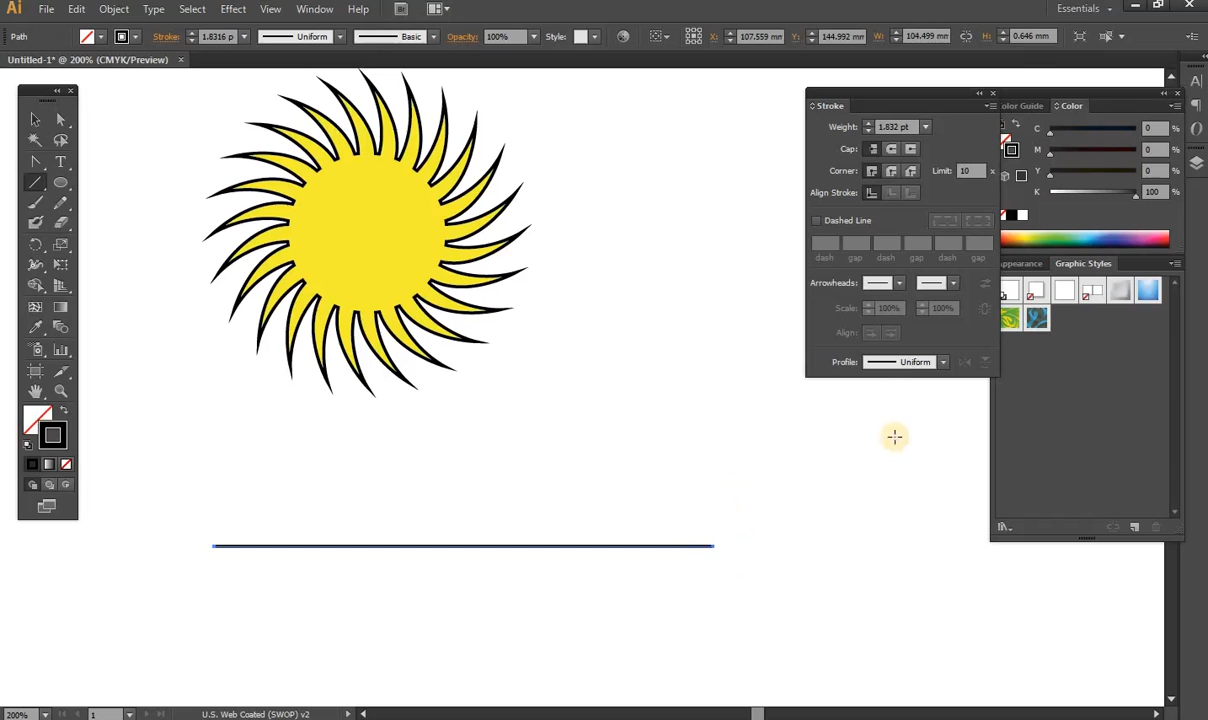 Ai File Edit Object Type Select Effect View Window Help Br Essentials
Path Stroke: 1.8316 p Uniform Basic Opacity: 100% Style: X: 107.559 mm Y: 144.992 mm W: 104.499 mm H: 0.646 mm
Untitled-1* @ 200% (CMYK/Preview) ×
Stroke
Weight: 1.832 pt
Cap:
Corner: Limit: 10 x
Align Stroke:
Dashed Line
dash gap dash gap dash gap
Arrowheads:
Scale: 100% 100%
Align:
Profile: Uniform
Color Guide Color
C 0 %
M 0 %
Y 0 %
K 100 %
Appearance Graphic Styles
200% 1 U.S. Web Coated (SWOP) v2